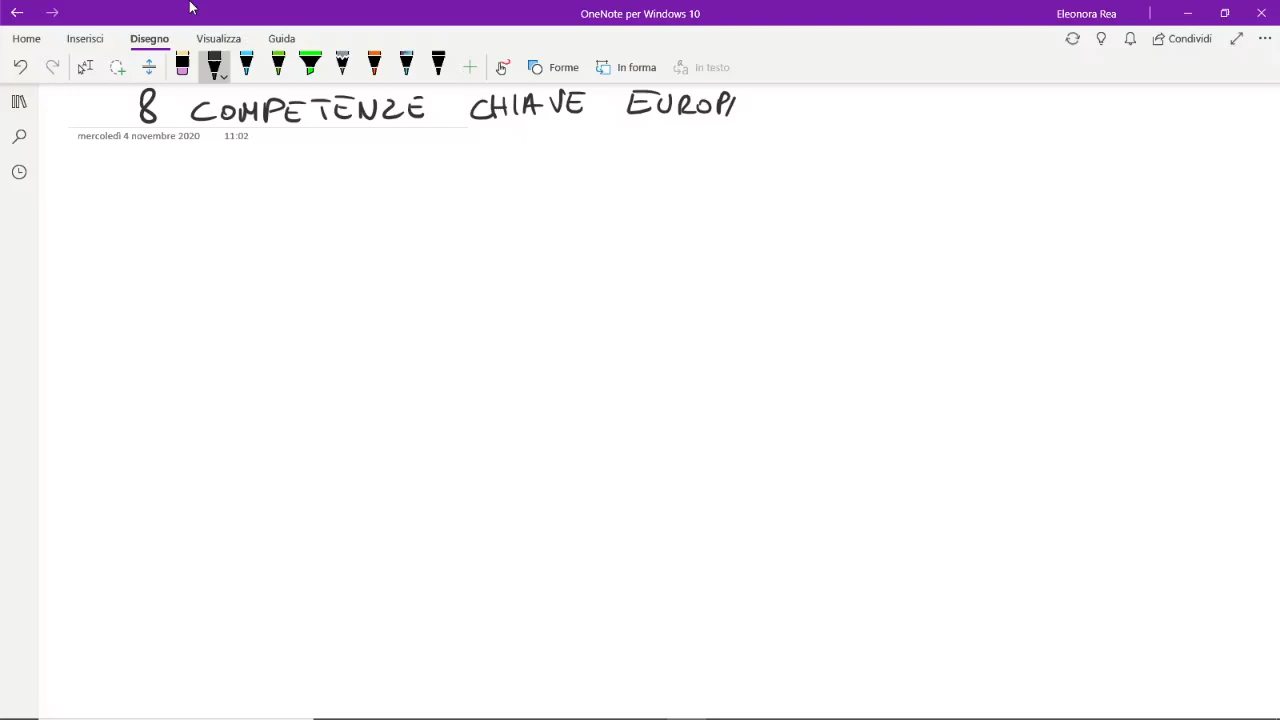 OneNote per Windows 10
Eleonora Rea
Home Inserisci Disegno Visualizza Guida
Condividi
Forme In forma In testo
8 COMPETENZE CHIAVE EUROP
mercoledì 4 novembre 2020 11:02